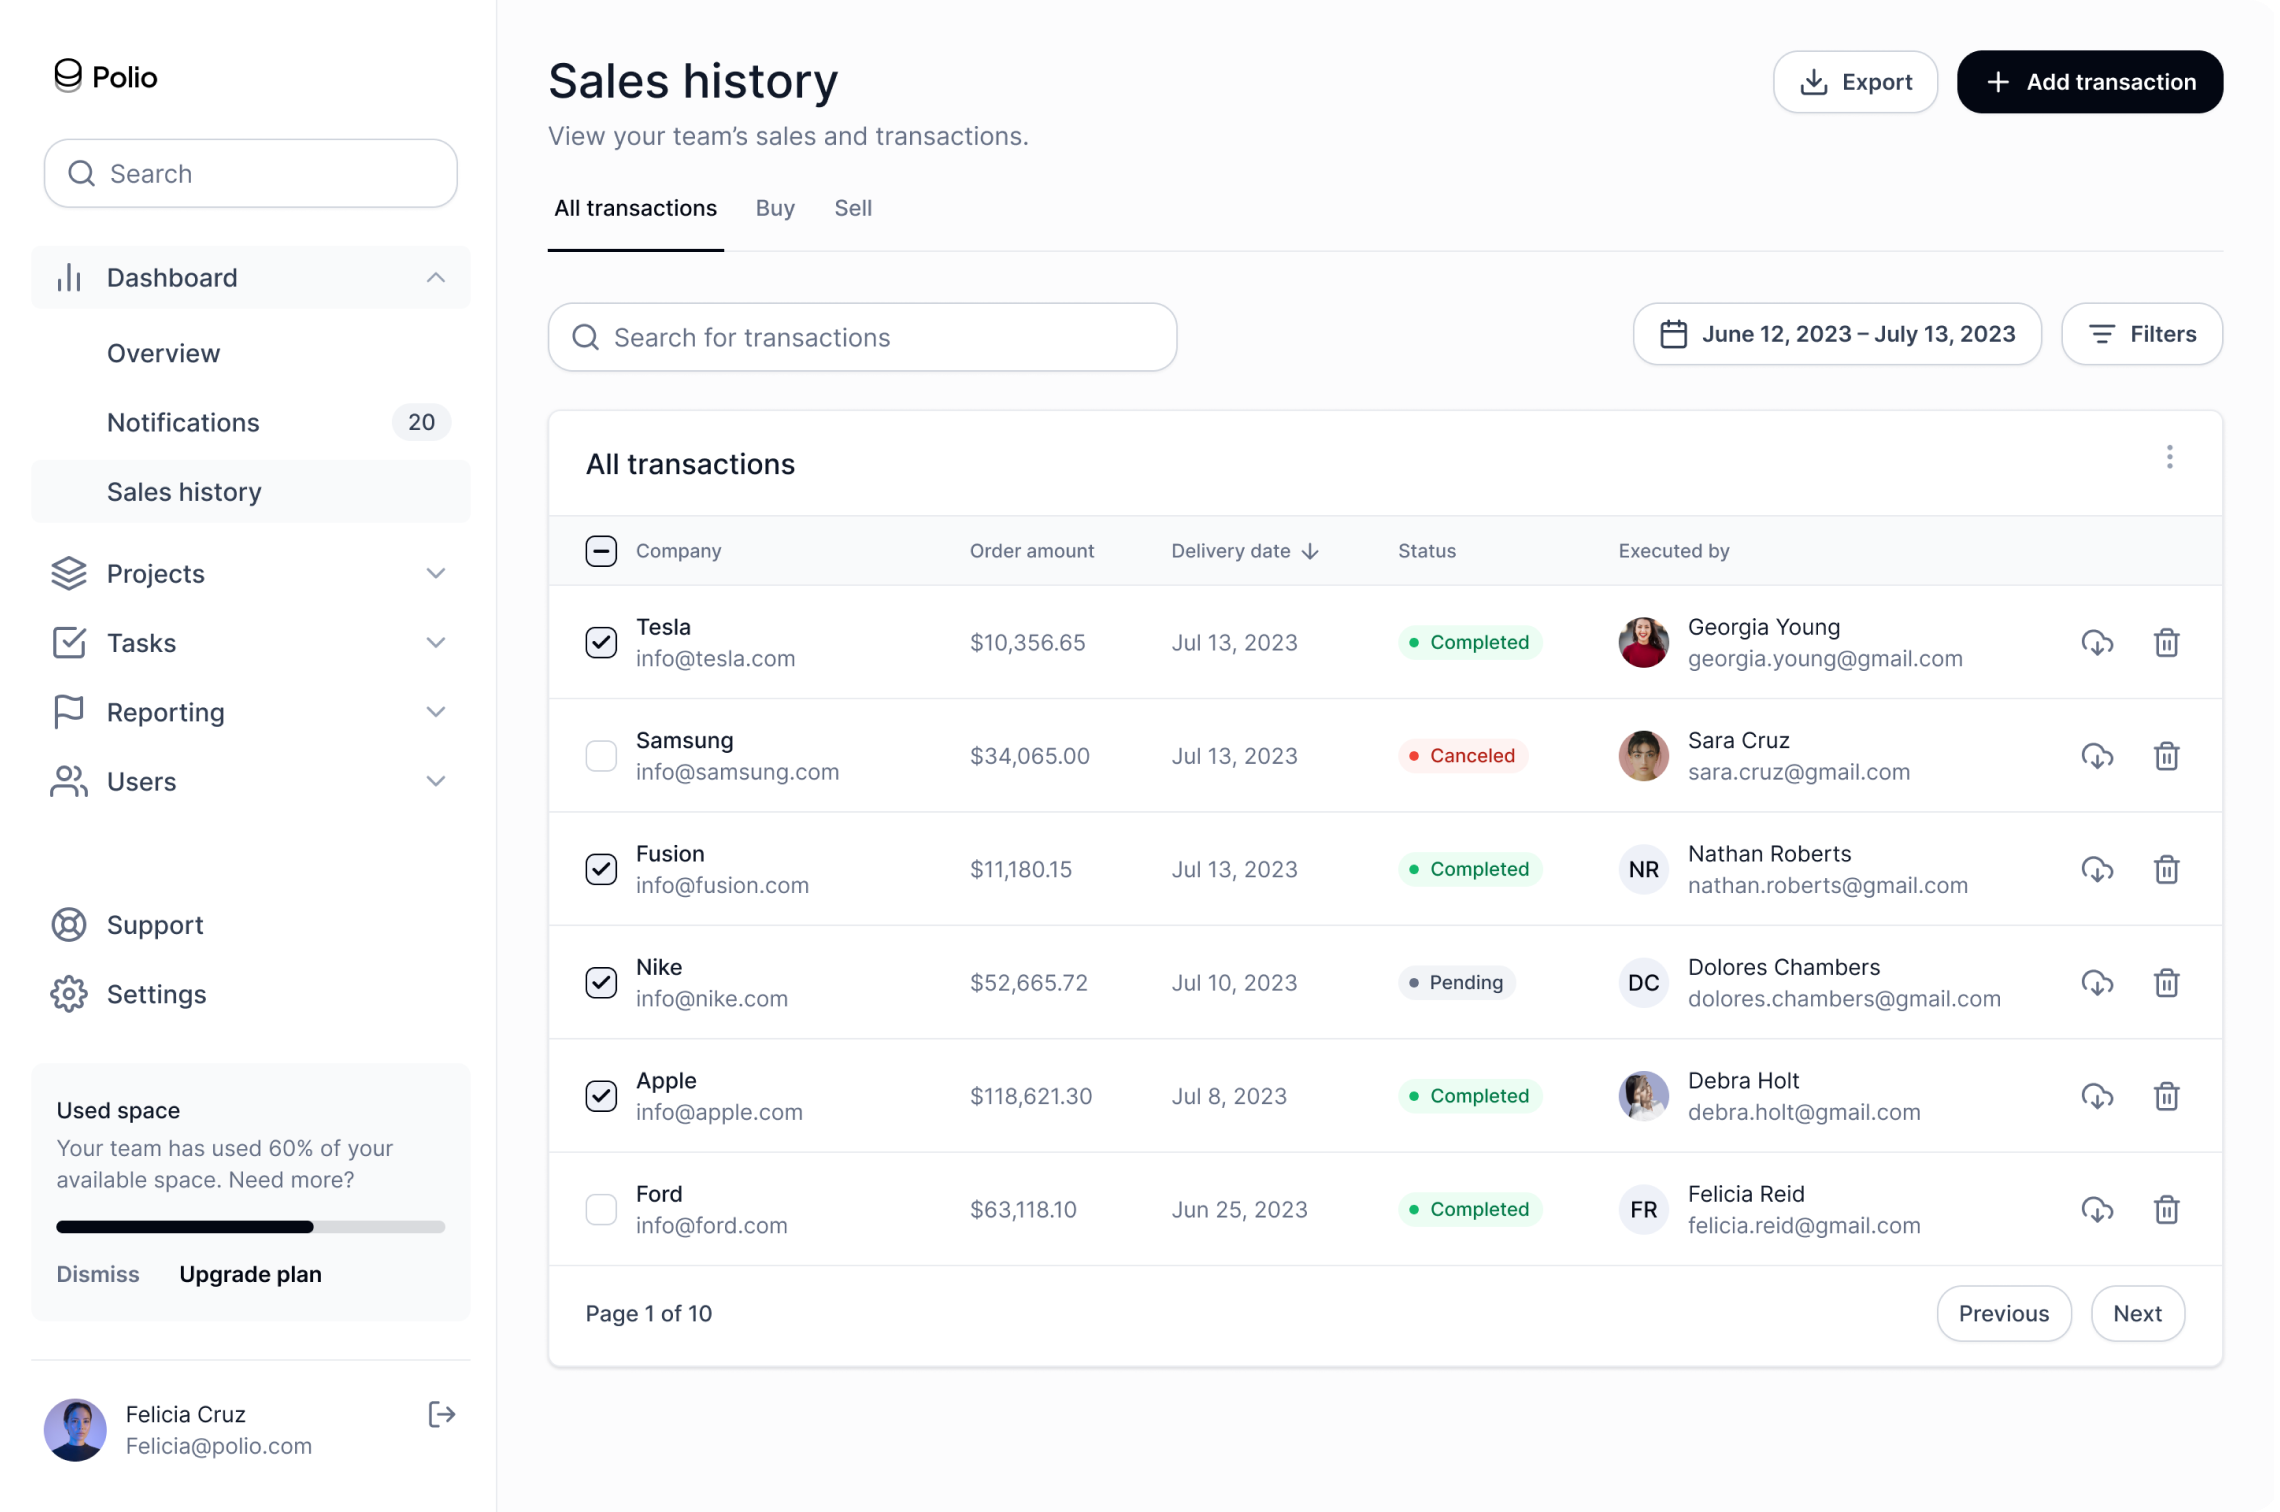 Polio
Search
Dashboard
Overview
Notifications 20
Sales history
Projects
Tasks
Reporting
Users
Support
Settings
Used space
Your team has used 60% of your
available space. Need more?
Dismiss Upgrade plan
Felicia Cruz
Felicia@polio.com
Sales history
View your team’s sales and transactions.
Export
Add transaction
All transactions Buy Sell
Search for transactions
June 12, 2023 – July 13, 2023
Filters
All transactions
Company Order amount Delivery date Status Executed by
Tesla
info@tesla.com
$10,356.65
Jul 13, 2023
Completed
Georgia Young
georgia.young@gmail.com
Samsung
info@samsung.com
$34,065.00
Jul 13, 2023
Canceled
Sara Cruz
sara.cruz@gmail.com
Fusion
info@fusion.com
$11,180.15
Jul 13, 2023
Completed
NR
Nathan Roberts
nathan.roberts@gmail.com
Nike
info@nike.com
$52,665.72
Jul 10, 2023
Pending
DC
Dolores Chambers
dolores.chambers@gmail.com
Apple
info@apple.com
$118,621.30
Jul 8, 2023
Completed
Debra Holt
debra.holt@gmail.com
Ford
info@ford.com
$63,118.10
Jun 25, 2023
Completed
FR
Felicia Reid
felicia.reid@gmail.com
Page 1 of 10
Previous
Next